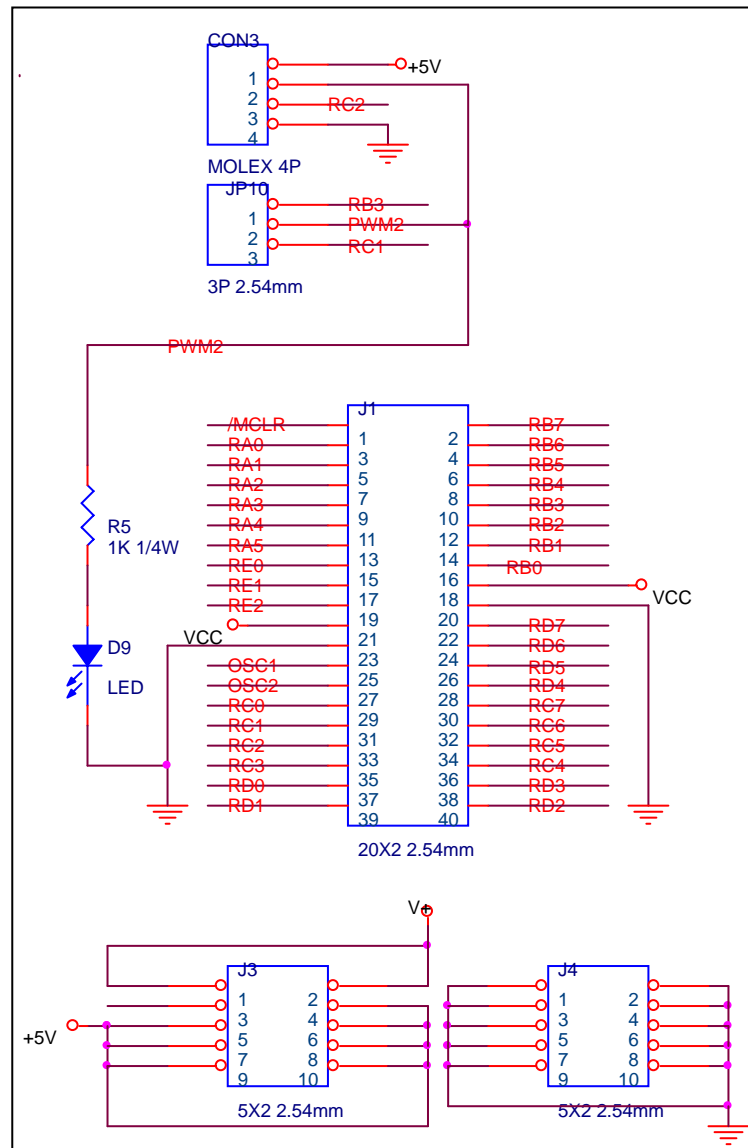 CON3
+5V
1
2
RC2
3
4
MOLEX 4P
JP10
RB3
1
PWM2
2
RC1
3
3P 2.54mm
PWM2
J1
/MCLR
RB7
1
2
RA0
RB6
3
4
RA1
RB5
5
6
RA2
RB4
7
8
RA3
RB3
9
10
RA4
RB2
11
12
RA5
RB1
13
14
RE0
RB0
15
16
RE1
VCC
17
18
RE2
19
20
VCC
RD7
21
22
RD6
23
24
OSC1
RD5
25
26
OSC2
RD4
27
28
RC0
RC7
29
30
RC1
RC6
31
32
RC2
RC5
33
34
RC3
RC4
35
36
RD0
RD3
37
38
RD1
RD2
39
40
20X2 2.54mm
R5
1K 1/4W
D9
LED
V+
J3
1
2
3
4
+5V
5
6
7
8
9
10
5X2 2.54mm
J4
1
2
3
4
5
6
7
8
9
10
5X2 2.54mm